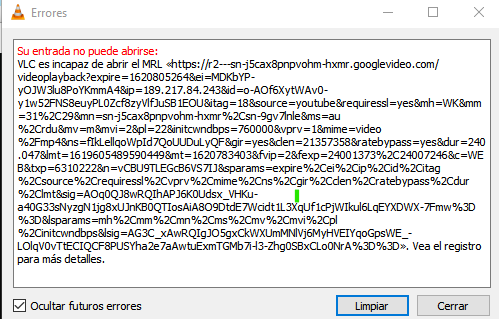 Errores
Su entrada no puede abrirse:
VLC es incapaz de abrir el MRL «https://r2---sn-j5cax8pnpvohm-hxmr.googlevideo.com/
videoplayback?expire=1620805264&ei=MDKbYP-
yOJW3lu8PoYKmmA4&ip=189.217.84.243&id=o-AOf6XytWAv0-
y1w52FNS8euyPL0Zcf8zyVlfJuSB1EOU&itag=18&source=youtube&requiressl=yes&mh=WK&mm
=31%2C29&mn=sn-j5cax8pnpvohm-hxmr%2Csn-9gv7lnle&ms=au
%2Crdu&mv=m&mvi=2&pl=22&initcwndbps=760000&vprv=1&mime=video
%2Fmp4&ns=fIkLellqoWpId7QoUUDuLyQF&gir=yes&clen=21357358&ratebypass=yes&dur=240.
047&lmt=1619605489590449&mt=1620783403&fvip=2&fexp=24001373%2C24007246&c=WE
B&txp=6310222&n=vCBU9TLEGcB6VS7IJ&sparams=expire%2Cei%2Cip%2Cid%2Citag
%2Csource%2Crequiressl%2Cvprv%2Cmime%2Cns%2Cgir%2Cclen%2Cratebypass%2Cdur
%2Clmt&sig=AOq0QJ8wRQIhAPJ6K0Udsx_VHKu-
a40G33sNyzgN1ig8xUJnKB0QTIosAiA8O9DtdE7Wcidt1L3XqUf1cPjWIkul6LqEYXDWX-7Fmw%3D
%3D&lsparams=mh%2Cmm%2Cmn%2Cms%2Cmv%2Cmvi%2Cpl
%2Cinitcwndbps&lsig=AG3C_xAwRQIgJO5gxCkWXUmMNlVj6MyHVEIYqoGpsWE_-
LOlqV0vTtECIQCF8PUSYha2e7aAwtuExmTGMb7i-l3-Zhg0SBxCLo0NrA%3D%3D». Vea el registro
para más detalles.
Ocultar futuros errores
Limpiar
Cerrar